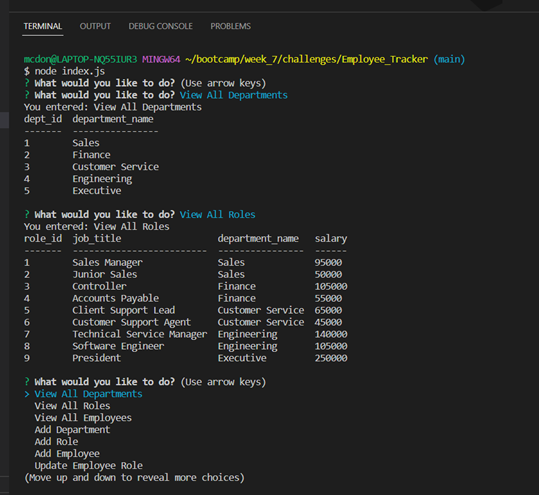 TERMINAL OUTPUT DEBUG CONSOLE PROBLEMS
mcdon@LAPTOP-NQ55IUR3 MINGW64 ~/bootcamp/week_7/challenges/Employee_Tracker (main)
$ node index.js
? What would you like to do? (Use arrow keys)
? What would you like to do? View All Departments
You entered: View All Departments
dept_id department_name
------- ----------------
1 Sales
2 Finance
3 Customer Service
4 Engineering
5 Executive
? What would you like to do? View All Roles
You entered: View All Roles
role_id job_title department_name salary
------- ------------------------- ---------------- ------
1 Sales Manager Sales 95000
2 Junior Sales Sales 50000
3 Controller Finance 105000
4 Accounts Payable Finance 55000
5 Client Support Lead Customer Service 65000
6 Customer Support Agent Customer Service 45000
7 Technical Service Manager Engineering 140000
8 Software Engineer Engineering 105000
9 President Executive 250000
? What would you like to do? (Use arrow keys)
> View All Departments
View All Roles
View All Employees
Add Department
Add Role
Add Employee
Update Employee Role
(Move up and down to reveal more choices)